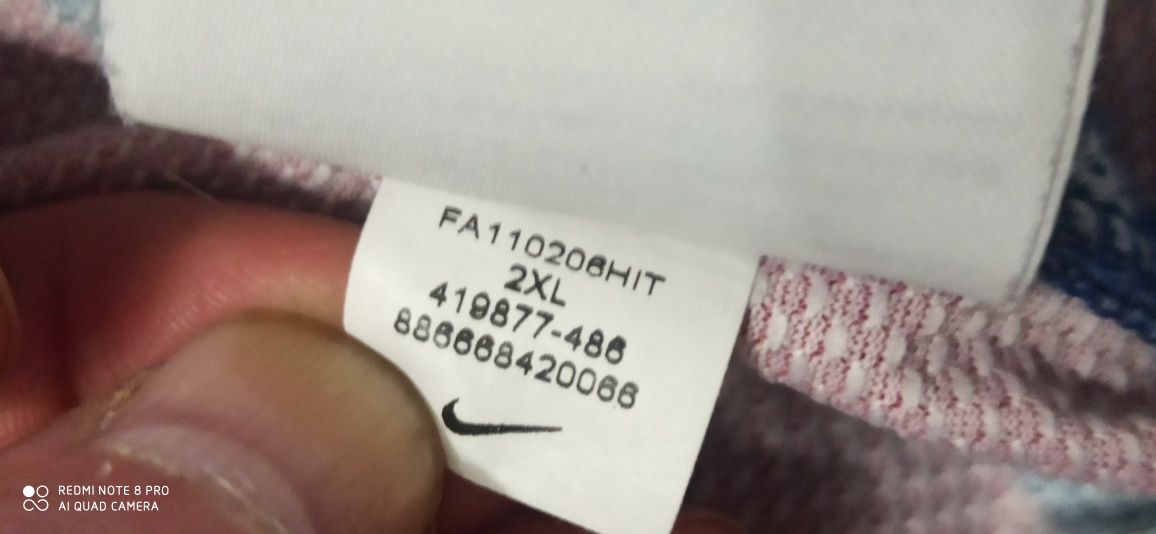 FA110206HIT
2XL
419877-486
886668420066
REDMI NOTE 8 PRO
AI QUAD CAMERA